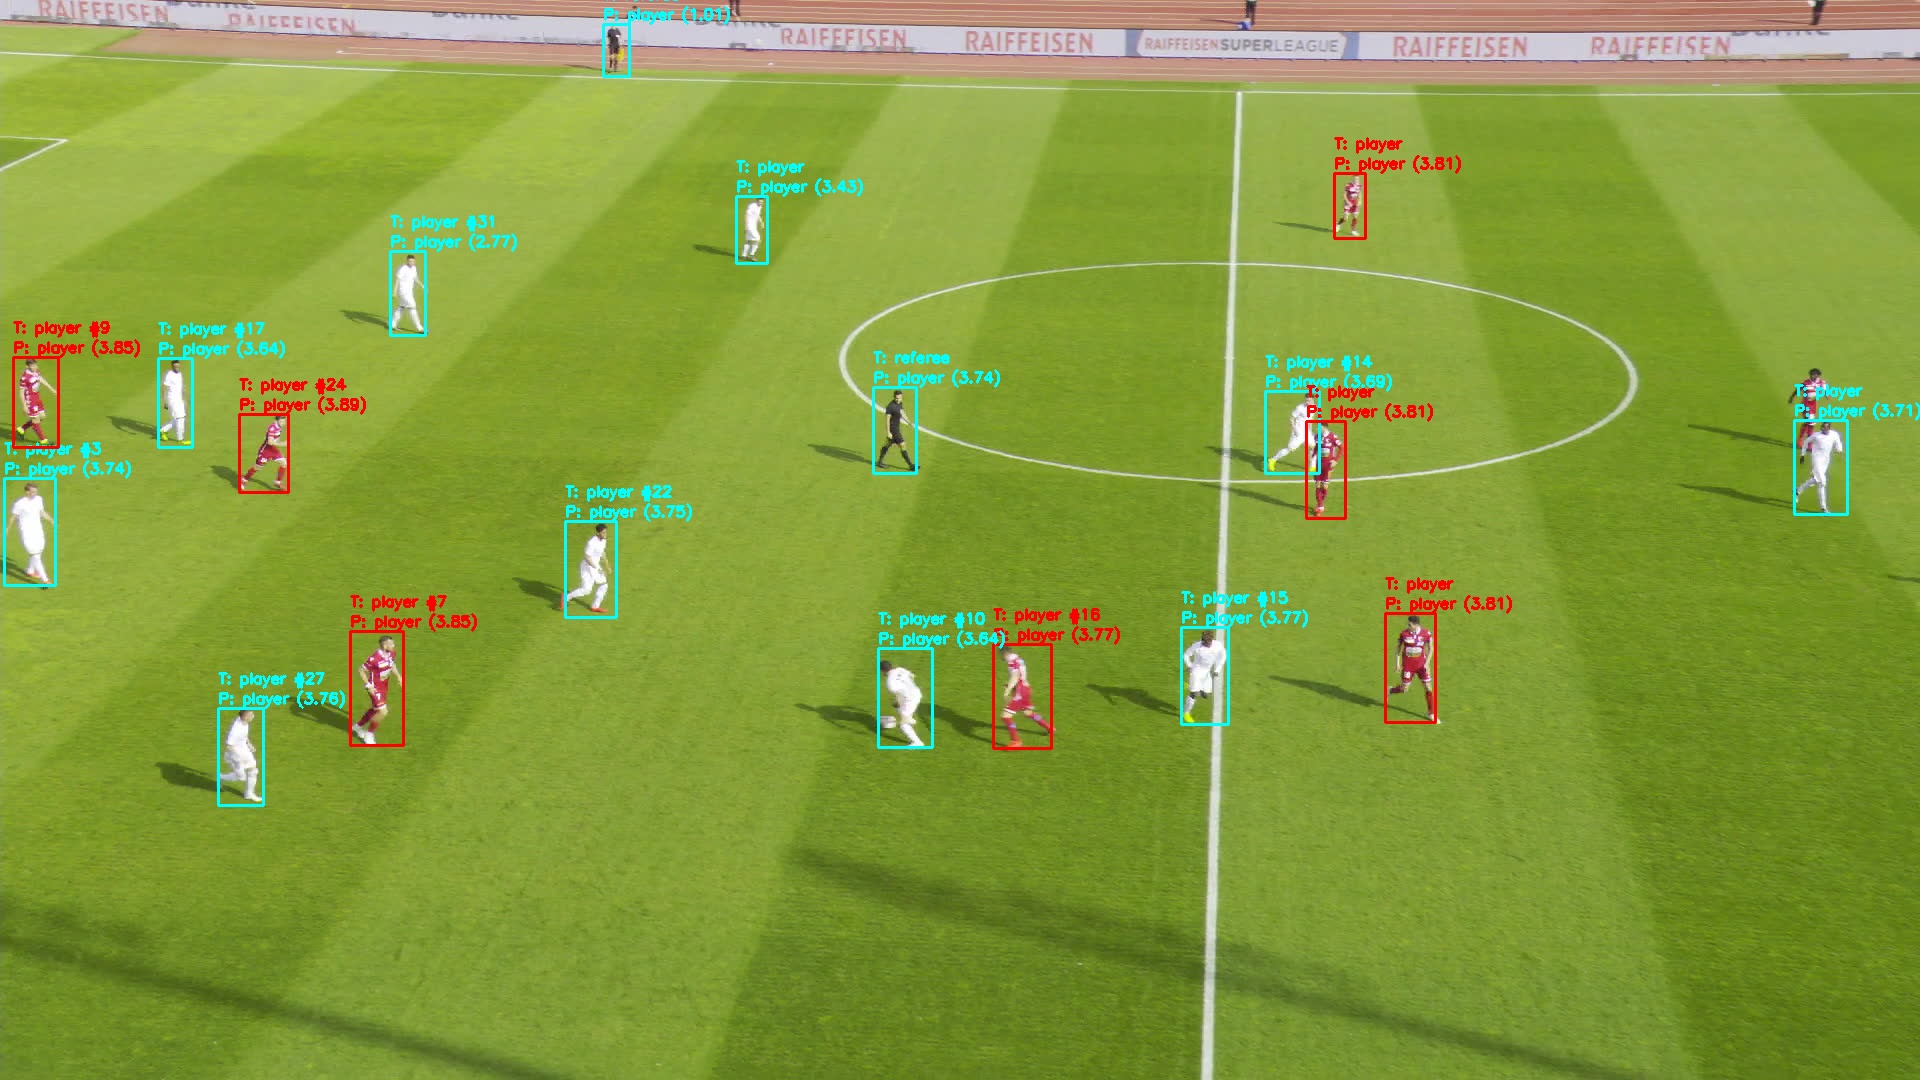 RAIFFEISEN
RAIFFEISEN
RAIFFEISEN
RAIFFEISEN
RAIFFEISEN SUPERLEAGUE
RAIFFEISEN
RAIFFEISEN
P: player (1.01)
T: player
P: player (3.81)
T: player
P: player (3.43)
T: player #31
P: player (2.77)
T: player #9
P: player (3.85)
T: player #17
P: player (3.64)
T: player #24
P: player (3.89)
T: referee
P: player (3.74)
T: player #14
P: player (3.69)
T: player
P: player (3.81)
T: player
P: player (3.71)
T: player #3
P: player (3.74)
T: player #22
P: player (3.75)
T: player #7
P: player (3.85)
T: player #10
P: player (3.64)
T: player #16
P: player (3.77)
T: player #15
P: player (3.77)
T: player
P: player (3.81)
T: player #27
P: player (3.76)